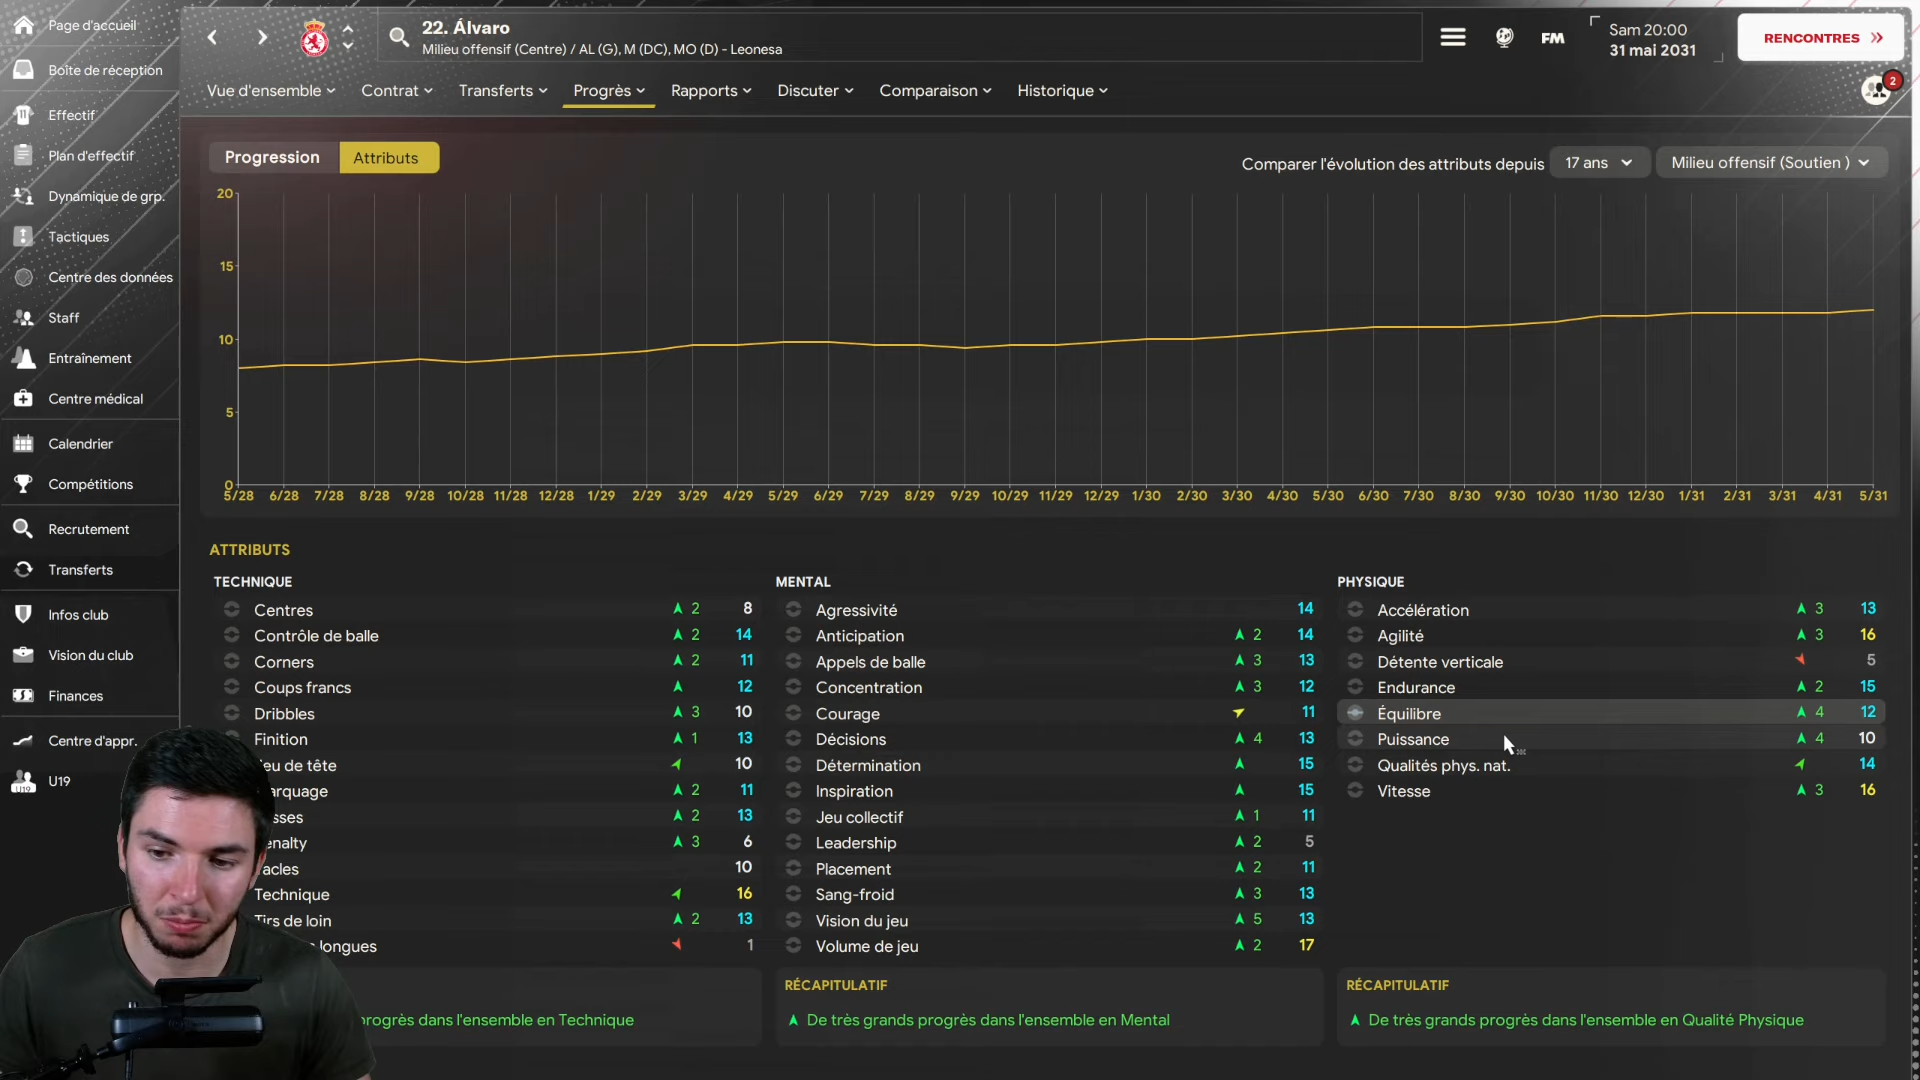 Page d'accueil
Boîte de réception
Effectif
Plan d'effectif
Dynamique de grp.
Tactiques
Centre des données
Staff
Entraînement
Centre médical
Calendrier
Compétitions
Recrutement
Transferts
Infos club
Vision du club
Finances
Centre d'appr.
U19
U19
22. Álvaro
Milieu offensif (Centre) / AL (G), M (DC), MO (D) - Leonesa
FM
Sam 20:00
31 mai 2031
RENCONTRES
2
Vue d'ensemble
Contrat
Transferts
Progrès
Rapports
Discuter
Comparaison
Historique
Progression
Attributs
Comparer l'évolution des attributs depuis
17 ans
Milieu offensif (Soutien )
20
15
10
5
0
5/28 6/28 7/28 8/28 9/28 10/28 11/28 12/28 1/29 2/29 3/29 4/29 5/29 6/29 7/29 8/29 9/29 10/29 11/29 12/29 1/30 2/30 3/30 4/30 5/30 6/30 7/30 8/30 9/30 10/30 11/30 12/30 1/31 2/31 3/31 4/31 5/31
ATTRIBUTS
TECHNIQUE
Centres 2 8
Contrôle de balle 2 14
Corners 2 11
Coups francs 12
Dribbles 3 10
Finition 1 13
eu de tête 10
arquage 2 11
sses 2 13
enalty 3 6
acles 10
Technique 16
Tirs de loin 2 13
longues 1
progrès dans l'ensemble en Technique
MENTAL
Agressivité 14
Anticipation 2 14
Appels de balle 3 13
Concentration 3 12
Courage 11
Décisions 4 13
Détermination 15
Inspiration 15
Jeu collectif 1 11
Leadership 2 5
Placement 2 11
Sang-froid 3 13
Vision du jeu 5 13
Volume de jeu 2 17
RÉCAPITULATIF
De très grands progrès dans l'ensemble en Mental
PHYSIQUE
Accélération 3 13
Agilité 3 16
Détente verticale 5
Endurance 2 15
Équilibre 4 12
Puissance 4 10
Qualités phys. nat. 14
Vitesse 3 16
RÉCAPITULATIF
De très grands progrès dans l'ensemble en Qualité Physique